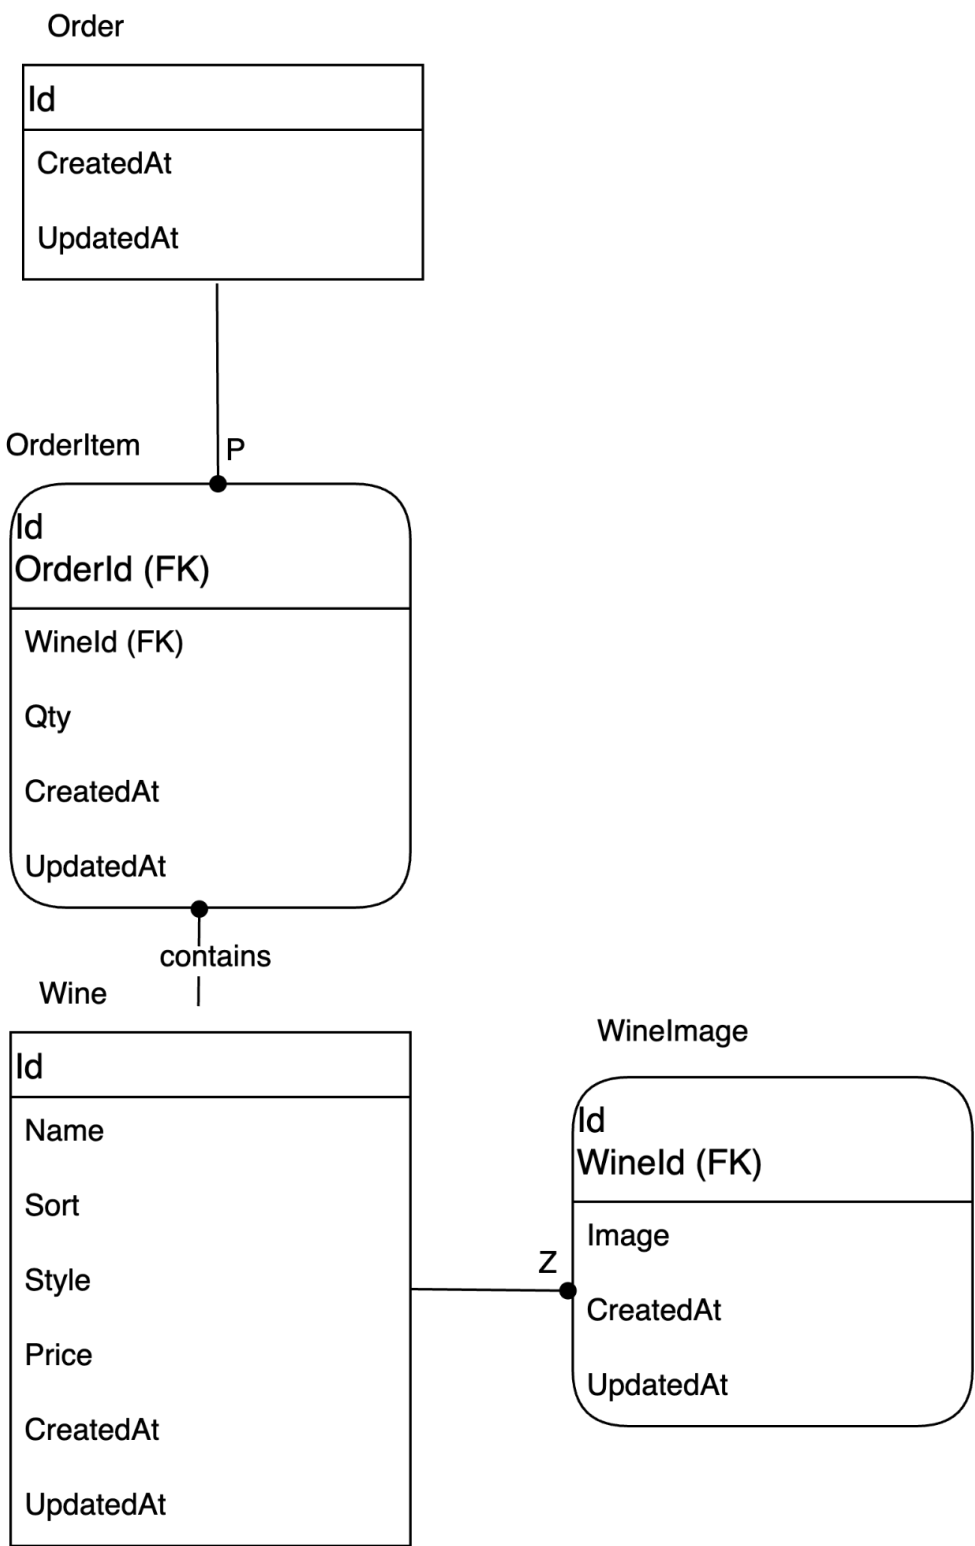 Order
Id
CreatedAt
UpdatedAt
OrderItem
P
Id
OrderId (FK)
WineId (FK)
Qty
CreatedAt
UpdatedAt
contains
Wine
Id
Name
Sort
Style
Price
CreatedAt
UpdatedAt
Z
WineImage
Id
WineId (FK)
Image
CreatedAt
UpdatedAt